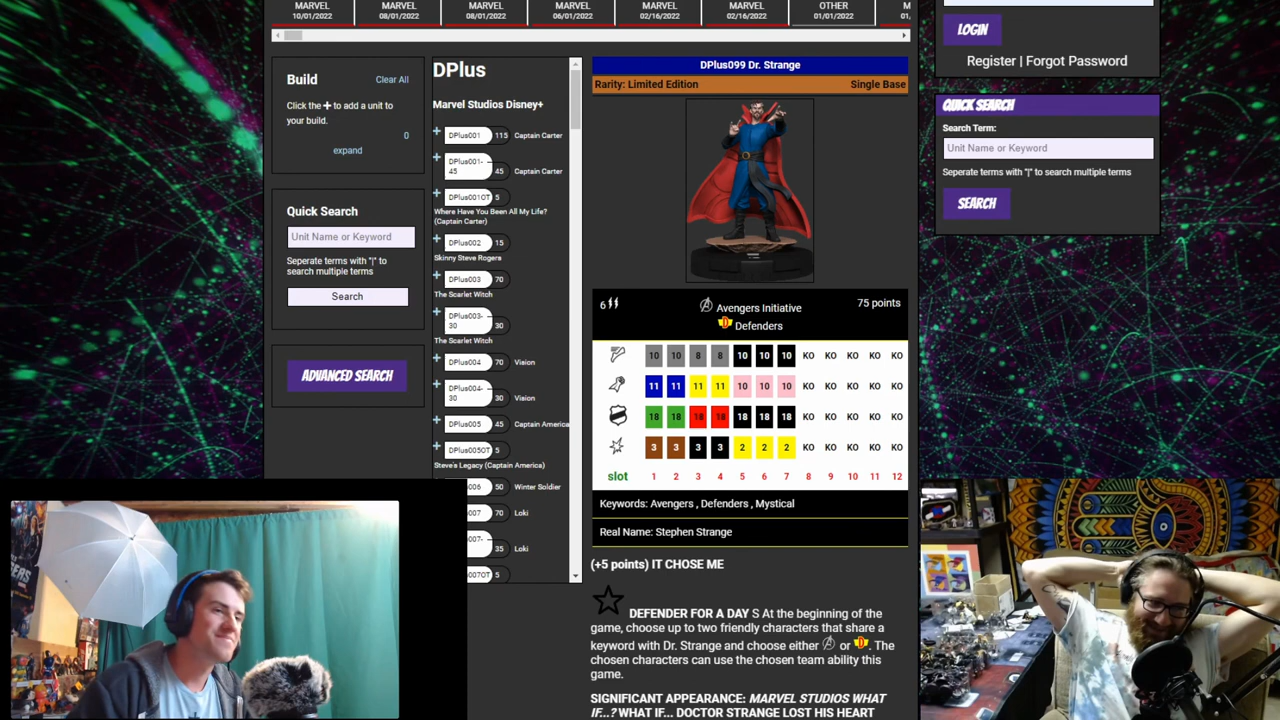 MARVEL
10/01/2022
MARVEL
08/01/2022
MARVEL
08/01/2022
MARVEL
06/01/2022
MARVEL
02/16/2022
MARVEL
02/16/2022
OTHER
01/01/2022
Build
Clear All
Click the + to add a unit to
your build.
0
expand
Quick Search
Unit Name or Keyword
Seperate terms with "|" to
search multiple terms
Search
ADVANCED SEARCH
DPlus
Marvel Studios Disney+
DPlus001 115 Captain Carter
DPlus001-
45 45 Captain Carter
DPlus001OT 5
Where Have You Been All My Life?
(Captain Carter)
DPlus002 15
Skinny Steve Rogers
DPlus003 70
The Scarlet Witch
DPlus003-
30 30
The Scarlet Witch
DPlus004 70 Vision
DPlus004-
30 30 Vision
DPlus005 45 Captain America
DPlus005OT 5
Steve's Legacy (Captain America)
006 50 Winter Soldier
007 70 Loki
007-
35 Loki
007OT 5
DPlus099 Dr. Strange
Rarity: Limited Edition Single Base
6 Avengers Initiative 75 points
Defenders
10 10 8 8 10 10 10 KO KO KO KO KO
11 11 11 11 10 10 10 KO KO KO KO KO
18 18 18 18 18 18 18 KO KO KO KO KO
3 3 3 3 2 2 2 KO KO KO KO KO
slot 1 2 3 4 5 6 7 8 9 10 11 12
Keywords: Avengers , Defenders , Mystical
Real Name: Stephen Strange
(+5 points) IT CHOSE ME
DEFENDER FOR A DAY S At the beginning of the
game, choose up to two friendly characters that share a
keyword with Dr. Strange and choose either or . The
chosen characters can use the chosen team ability this
game.
SIGNIFICANT APPEARANCE: MARVEL STUDIOS WHAT
IF...? WHAT IF... DOCTOR STRANGE LOST HIS HEART
LOGIN
Register | Forgot Password
QUICK SEARCH
Search Term:
Unit Name or Keyword
Seperate terms with "|" to search multiple terms
SEARCH